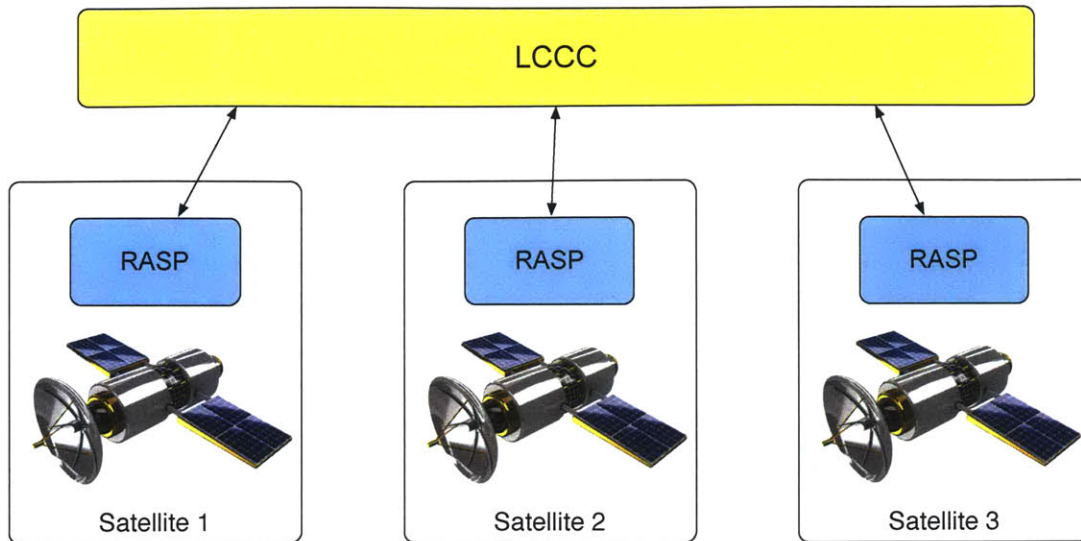 LCCC
RASP
RASP
RASP
Satellite 1
Satellite 2
Satellite 3